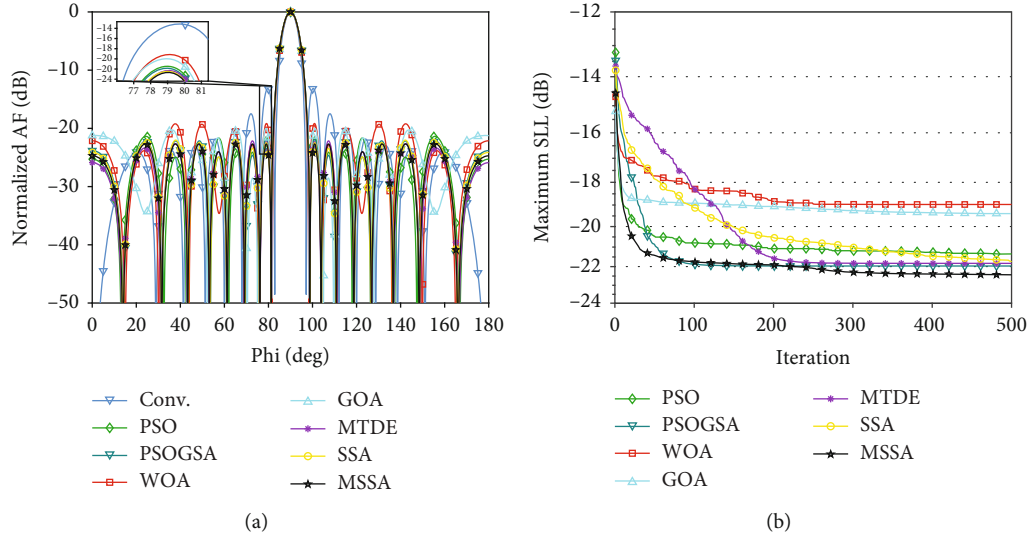 0
−10
−20
−30
−40
−50
Normalized AF (dB)
−14
−16
−18
−20
−22
−24
77 78 79 80 81
0 20 40 60 80 100 120 140 160 180
Phi (deg)
Conv.
PSO
PSOGSA
WOA
GOA
MTDE
SSA
MSSA
(a)
−12
−14
−16
−18
−20
−22
−24
Maximum SLL (dB)
0 100 200 300 400 500
Iteration
PSO
PSOGSA
WOA
GOA
MTDE
SSA
MSSA
(b)